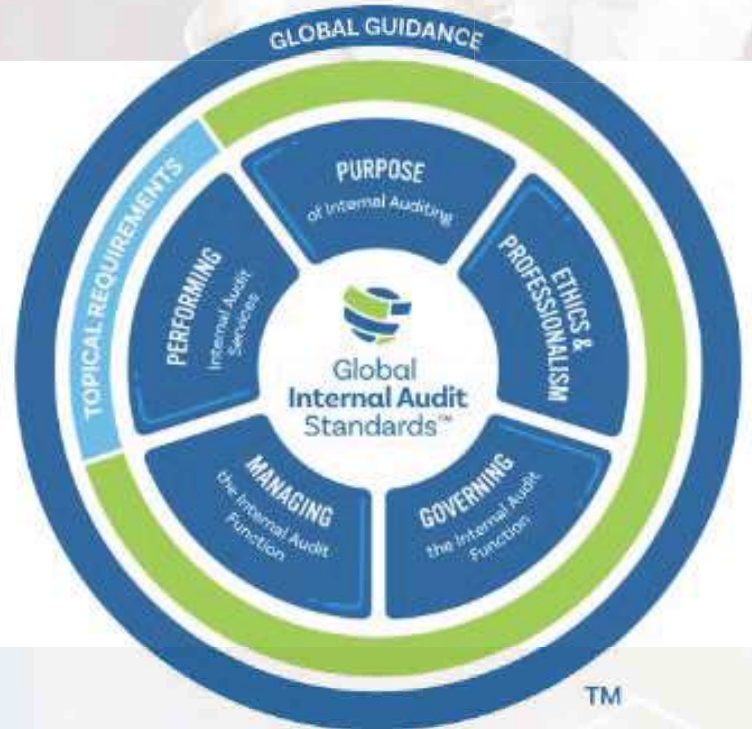 GLOBAL GUIDANCE
TOPICAL REQUIREMENTS
PURPOSE
of Internal Auditing
ETHICS &
PROFESSIONALISM
GOVERNING
the Internal Audit
Function
MANAGING
the Internal Audit
Function
PERFORMING
Internal Audit
Services
Global
Internal Audit
Standards™
TM